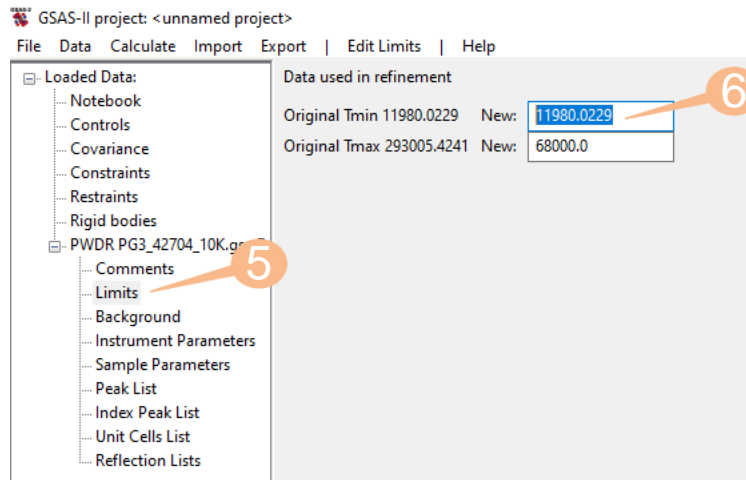 GSAS-II project: <unnamed project>
File Data Calculate Import Export | Edit Limits | Help
Loaded Data:
Notebook
Controls
Covariance
Constraints
Restraints
Rigid bodies
PWDR PG3_42704_10K.gs
Comments
Limits
Background
Instrument Parameters
Sample Parameters
Peak List
Index Peak List
Unit Cells List
Reflection Lists
5
Data used in refinement
Original Tmin 11980.0229 New: 11980.0229
Original Tmax 293005.4241 New: 68000.0
6